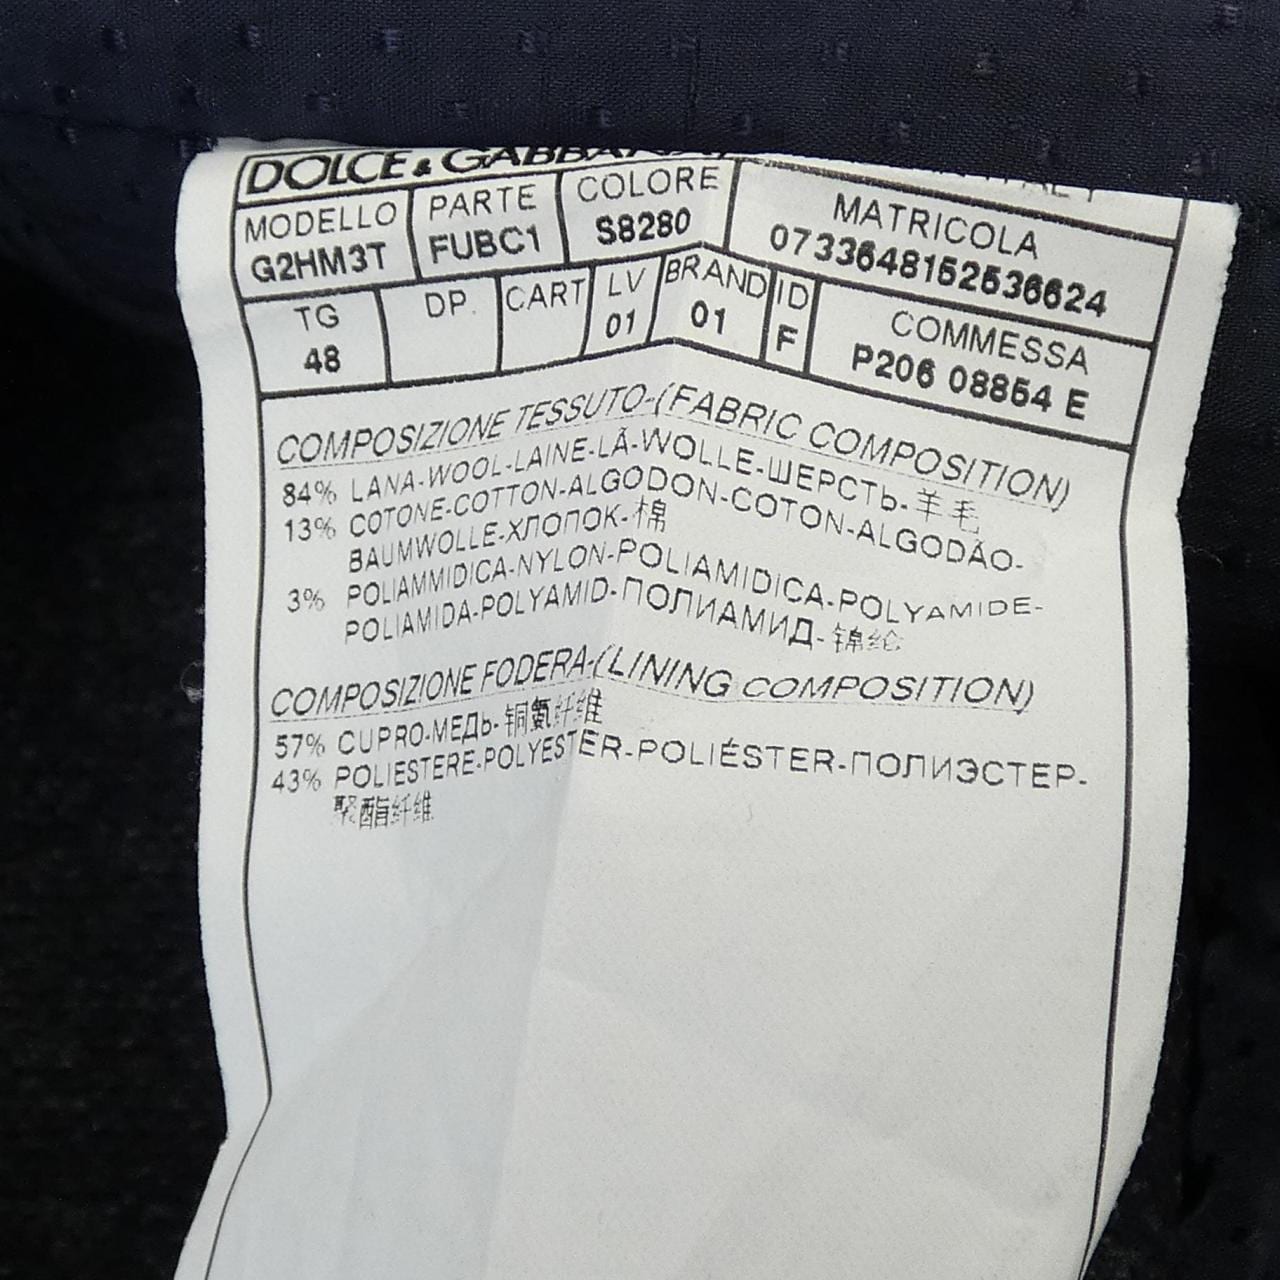 DOLCE & GABBANA
MODELLO PARTE COLORE MATRICOLA
G2HM3T FUBC1 S8280 0733648152536624
TG DP. CART LV BRAND ID COMMESSA
48 01 01 F P206 08854 E
COMPOSIZIONE TESSUTO-(FABRIC COMPOSITION)
84% LANA-WOOL-LAINE-LÃ-WOLLE-ШЕРСТЬ-羊毛
13% COTONE-COTTON-ALGODON-COTON-ALGODÃO-
BAUMWOLLE-ХЛОПОК-棉
3% POLIAMMIDICA-NYLON-POLIAMIDICA-POLYAMIDE-
POLIAMIDA-POLYAMID-ПОЛИАМИД-锦纶
COMPOSIZIONE FODERA-(LINING COMPOSITION)
57% CUPRO-МЕДЬ-铜氨纤维
43% POLIESTERE-POLYESTER-POLIÉSTER-ПОЛИЭСТЕР-
聚酯纤维